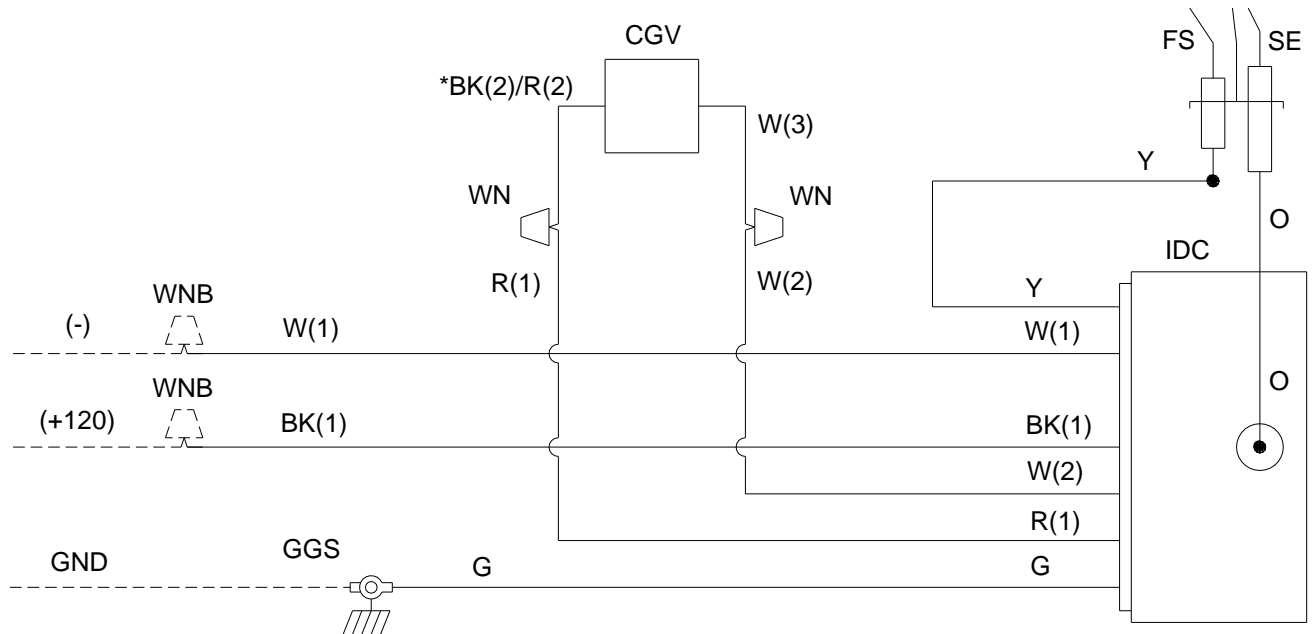 CGV
FS
SE
*BK(2)/R(2)
W(3)
Y
WN
WN
O
IDC
R(1)
W(2)
Y
WNB
(-)
W(1)
W(1)
WNB
O
(+120)
BK(1)
BK(1)
W(2)
R(1)
GND
GGS
G
G